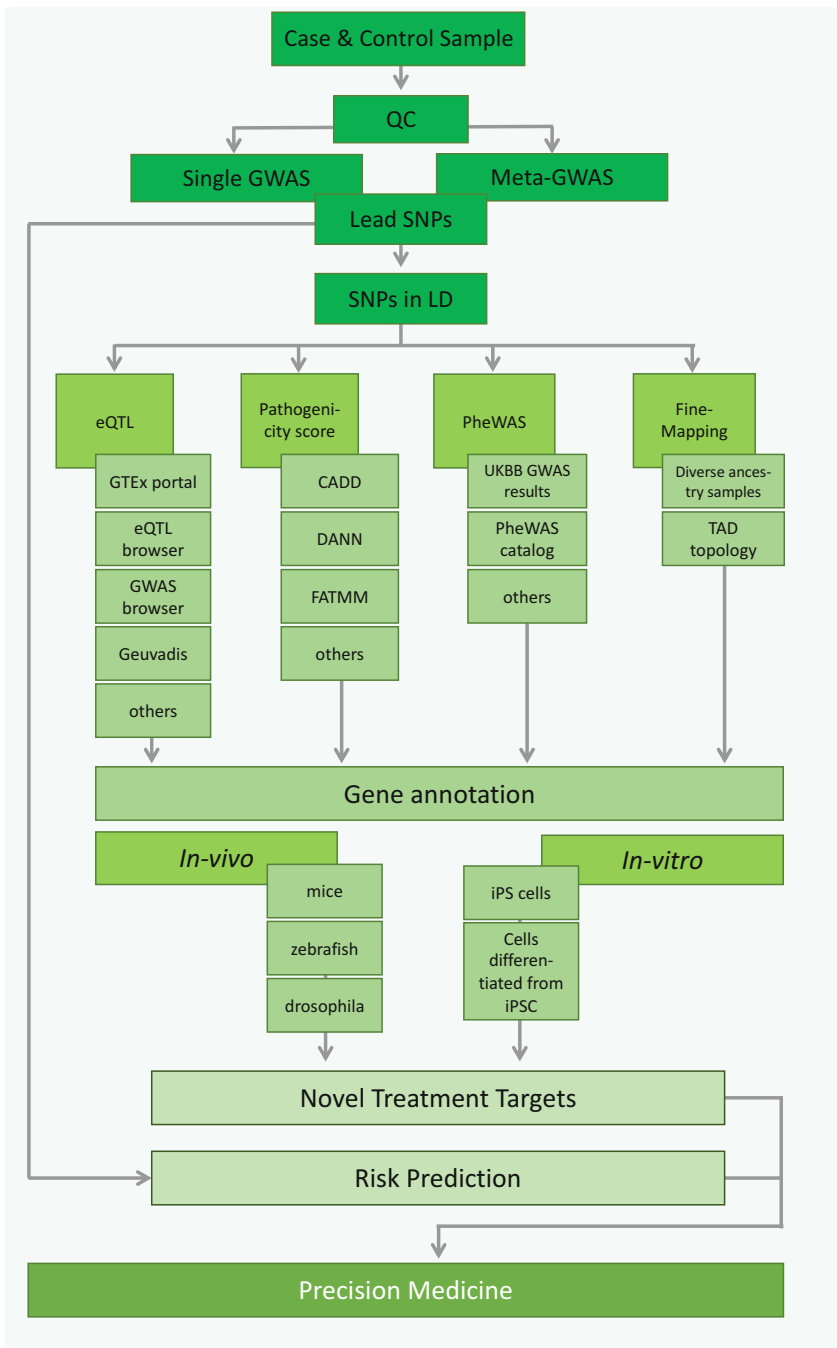 Case & Control Sample
QC
Single GWAS
Meta-GWAS
Lead SNPs
SNPs in LD
eQTL
GTEx portal
eQTL
browser
GWAS
browser
Geuvadis
others
Pathogeni-
city score
CADD
DANN
FATMM
others
PheWAS
UKBB GWAS
results
PheWAS
catalog
others
Fine-
Mapping
Diverse ances-
try samples
TAD
topology
Gene annotation
In-vivo
mice
zebrafish
drosophila
In-vitro
iPS cells
Cells
differen-
tiated from
iPSC
Novel Treatment Targets
Risk Prediction
Precision Medicine